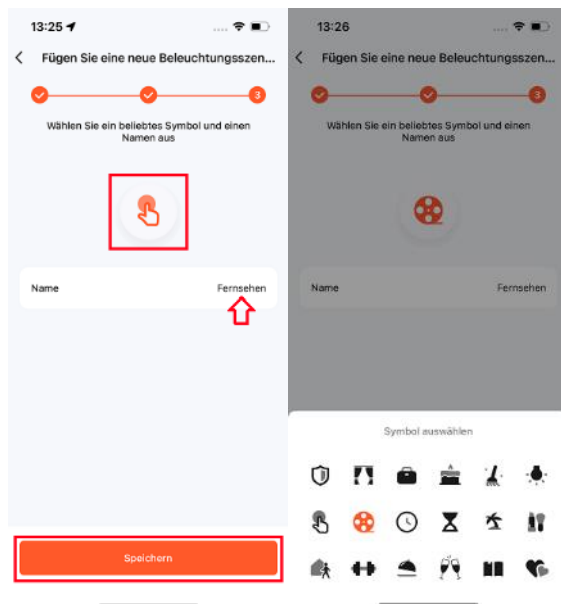 13:25
Fügen Sie eine neue Beleuchtungsszen...
3
Wählen Sie ein beliebtes Symbol und einen
Namen aus
Name Fernsehen
Speichern
13:26
Fügen Sie eine neue Beleuchtungsszen...
3
Wählen Sie ein beliebtes Symbol und einen
Namen aus
Name Fernsehen
Symbol auswählen